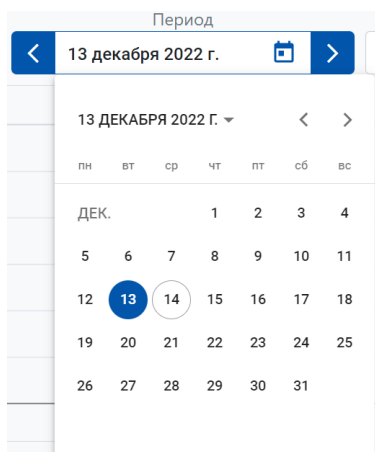 Период
13 декабря 2022 г.
13 ДЕКАБРЯ 2022 Г.
пн вт ср чт пт сб вс
ДЕК. 1 2 3 4
5 6 7 8 9 10 11
12 13 14 15 16 17 18
19 20 21 22 23 24 25
26 27 28 29 30 31